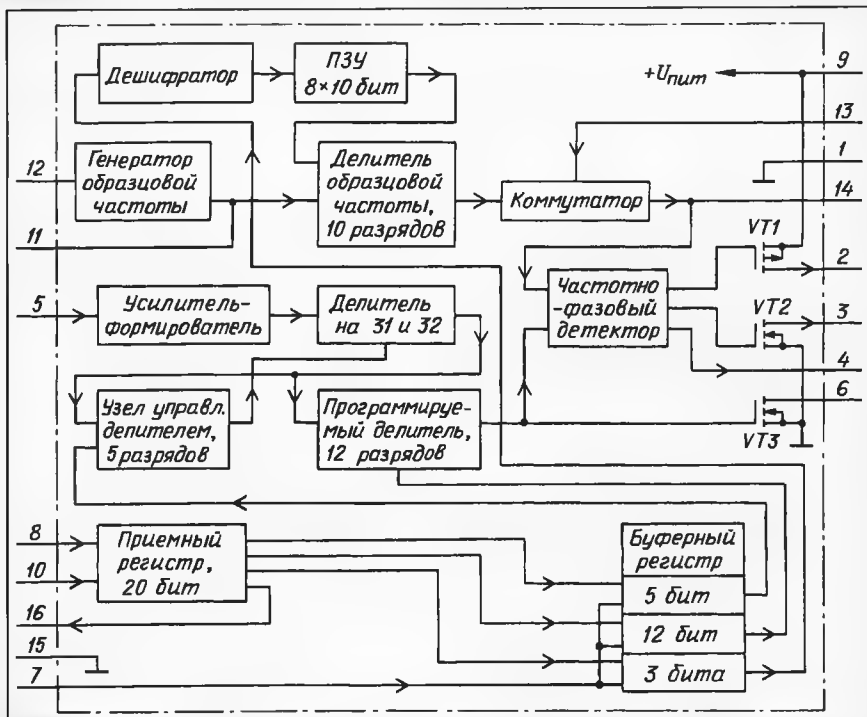 Дешифратор
ПЗУ
8×10 бит
+Uпит
9
13
1
12
Генератор
образцовой
частоты
Делитель
образцовой
частоты,
10 разрядов
Коммутатор
14
11
VT1
2
5
Усилитель-
формирователь
Делитель
на 31 и 32
Частотно
-фазовый
детектор
VT2
3
4
Узел управл.
делителем,
5 разрядов
Программируе-
мый делитель,
12 разрядов
6
VT3
8
10
Приемный
регистр,
20 бит
Буферный
регистр
5 бит
16
12 бит
15
3 бита
7